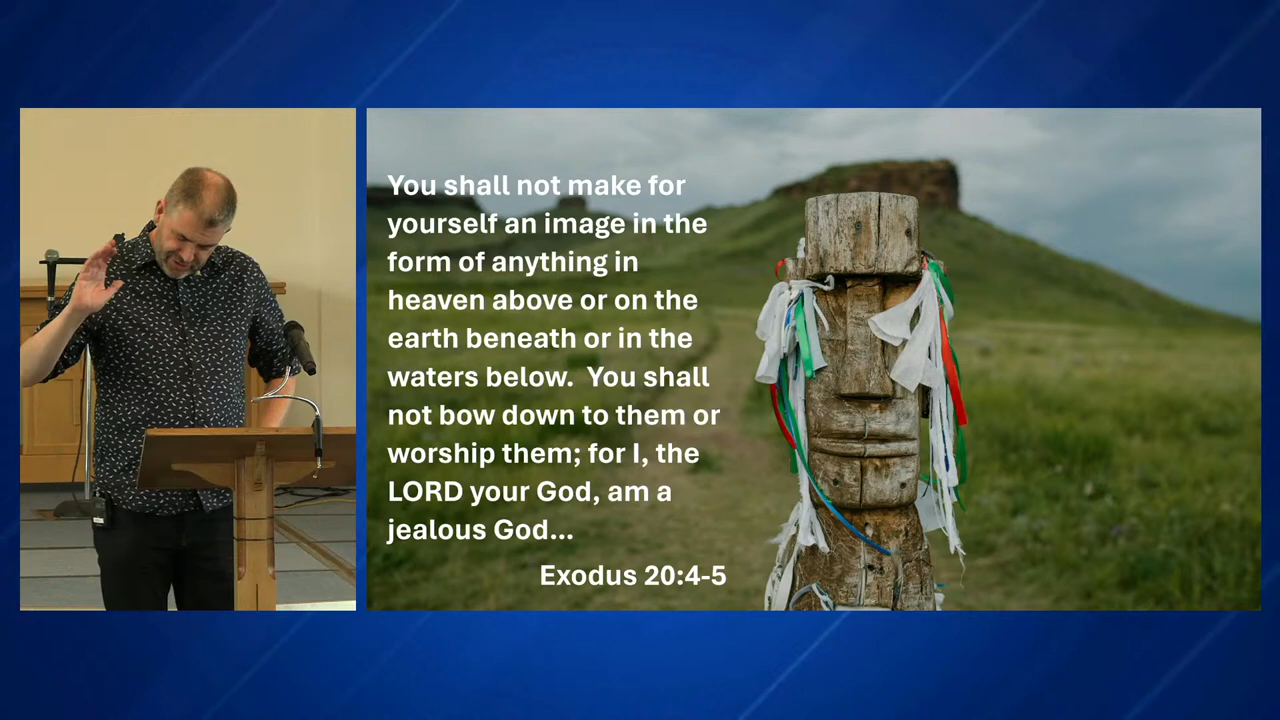 You shall not make for
yourself an image in the
form of anything in
heaven above or on the
earth beneath or in the
waters below.  You shall
not bow down to them or
worship them; for I, the
LORD your God, am a
jealous God...
Exodus 20:4-5